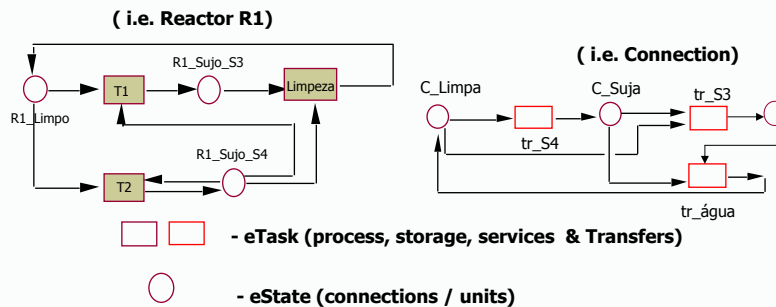 ( i.e. Reactor R1)
( i.e. Connection)
R1_Sujo_S3
T1
Limpeza
R1_Limpo
C_Limpa
C_Suja
tr_S3
tr_S4
R1_Sujo_S4
T2
tr_água
- eTask (process, storage, services & Transfers)
- eState (connections / units)